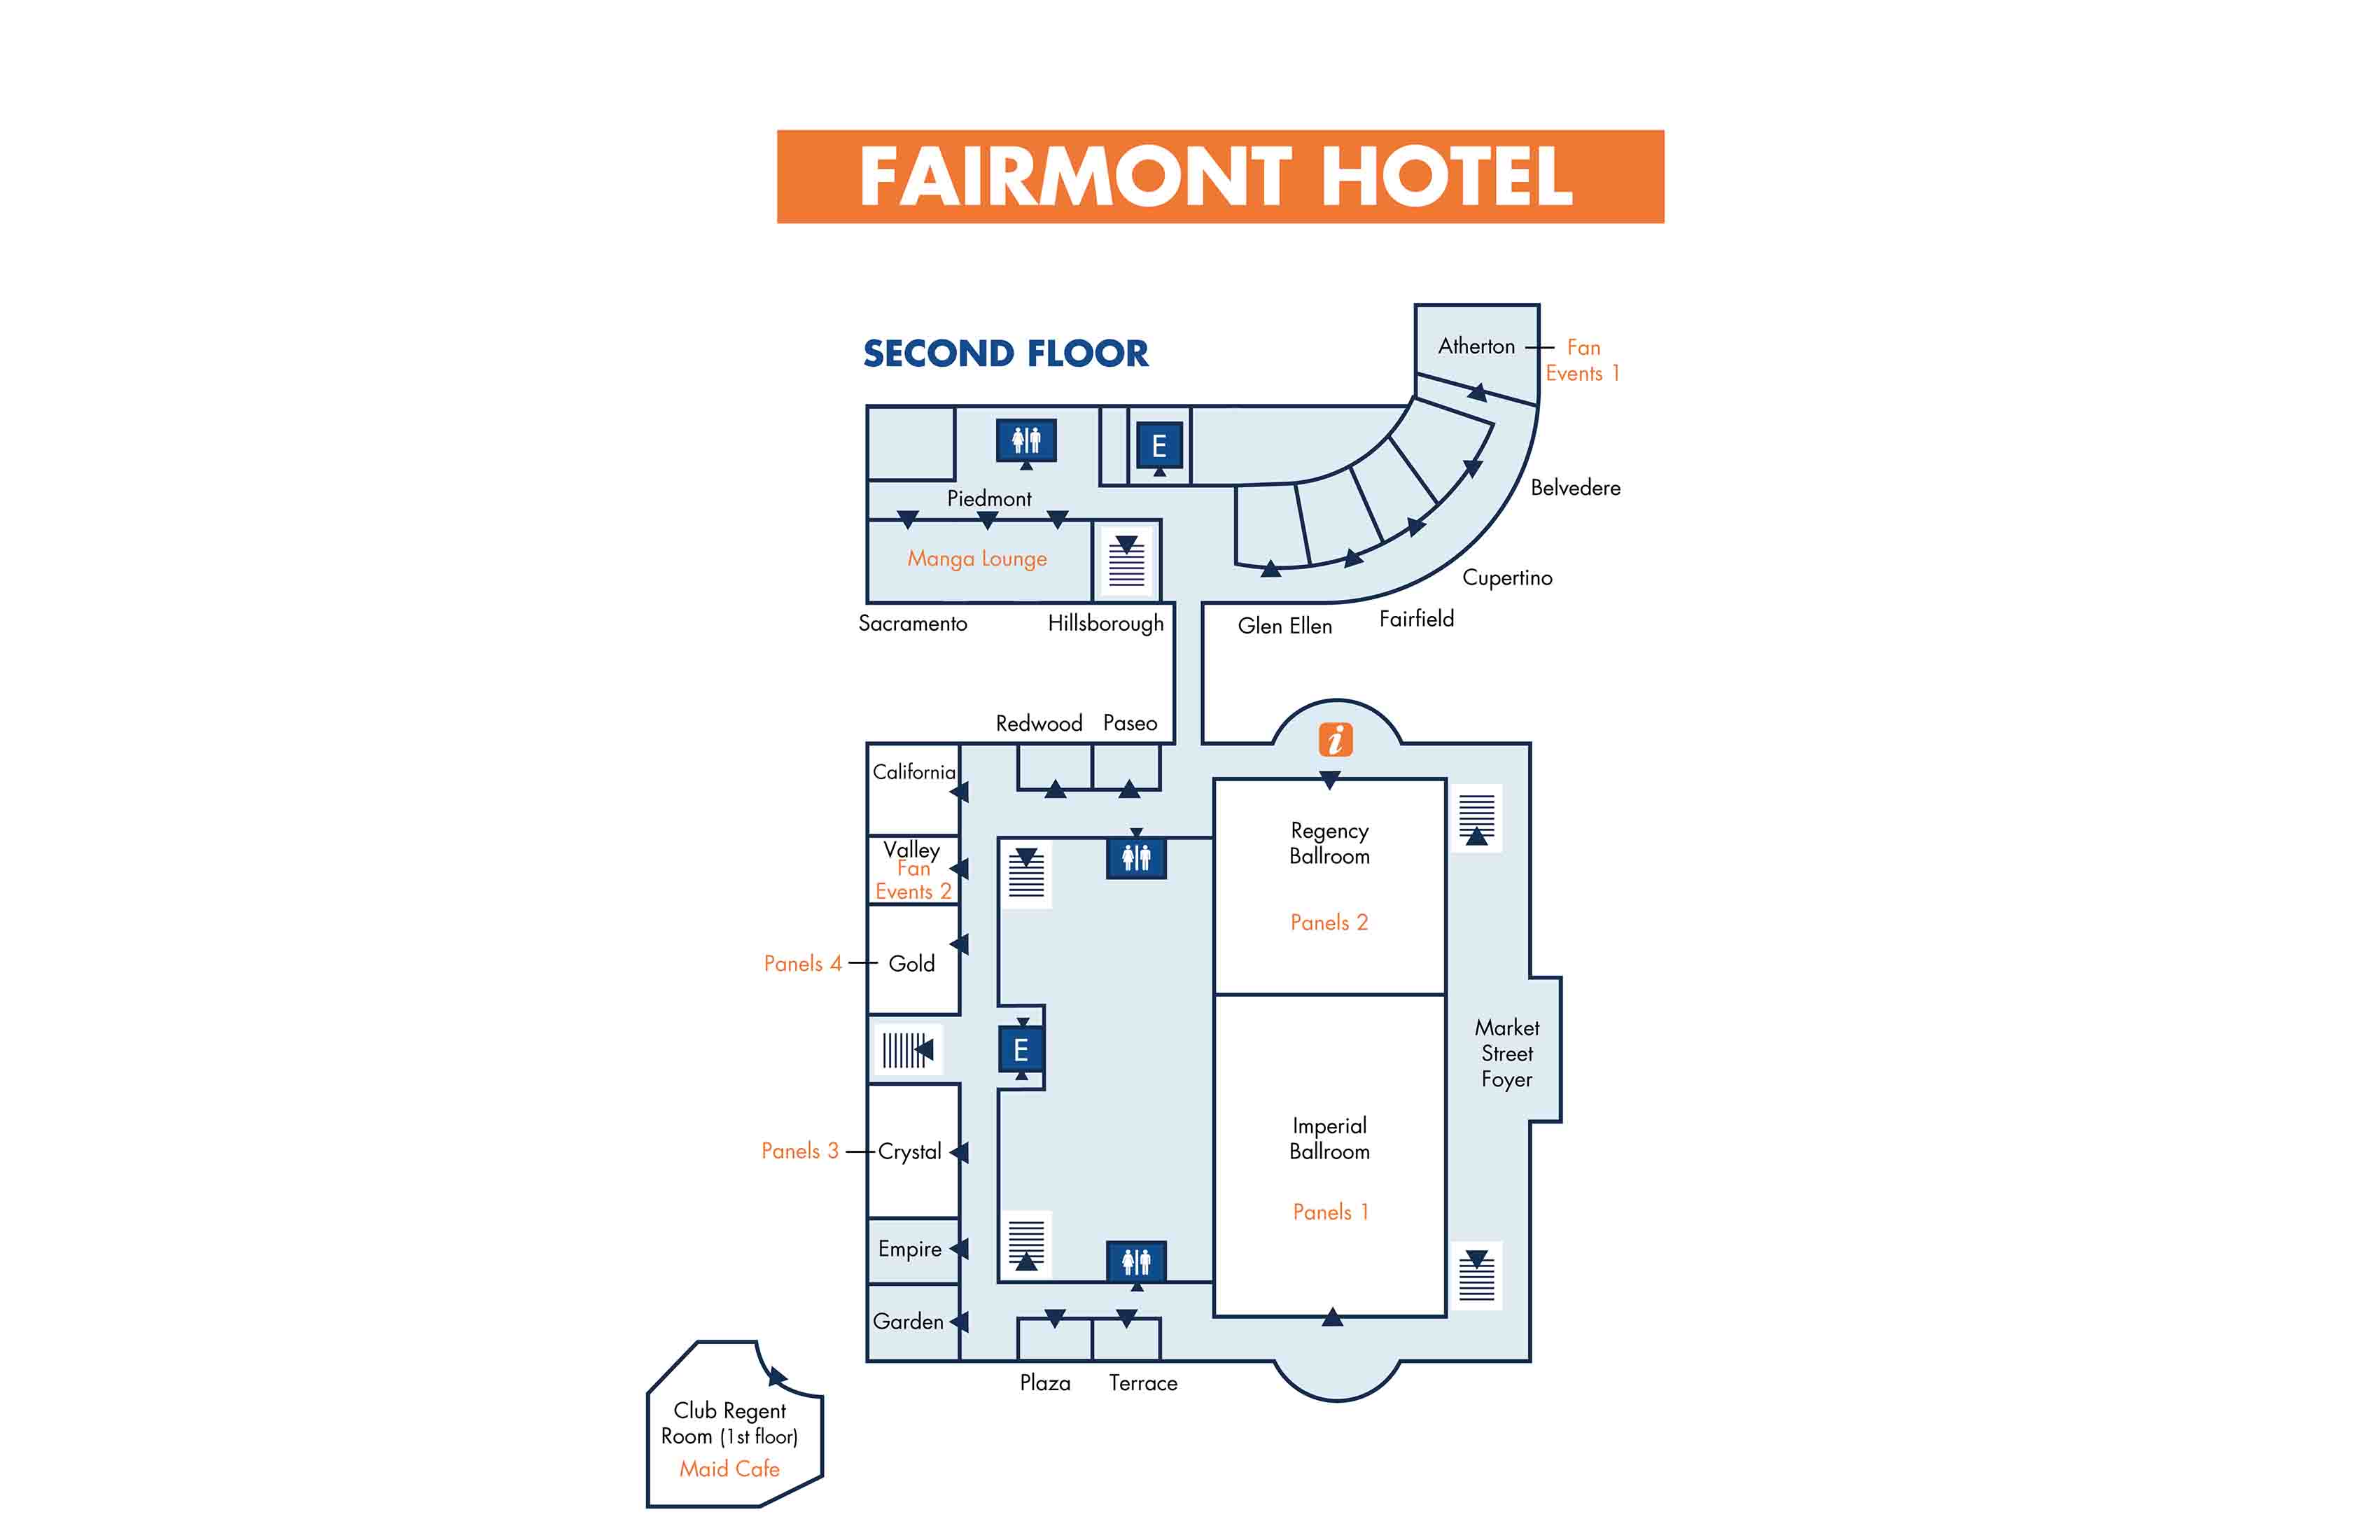 FAIRMONT HOTEL
SECOND FLOOR
Atherton
Fan
Events 1
E
Piedmont
Belvedere
Manga Lounge
Cupertino
Sacramento
Hillsborough
Glen Ellen
Fairfield
Redwood
Paseo
i
California
Valley
Fan
Events 2
Regency
Ballroom
Panels 2
Panels 4
Gold
E
Market
Street
Foyer
Panels 3
Crystal
Imperial
Ballroom
Panels 1
Empire
Garden
Plaza
Terrace
Club Regent
Room (1st floor)
Maid Cafe